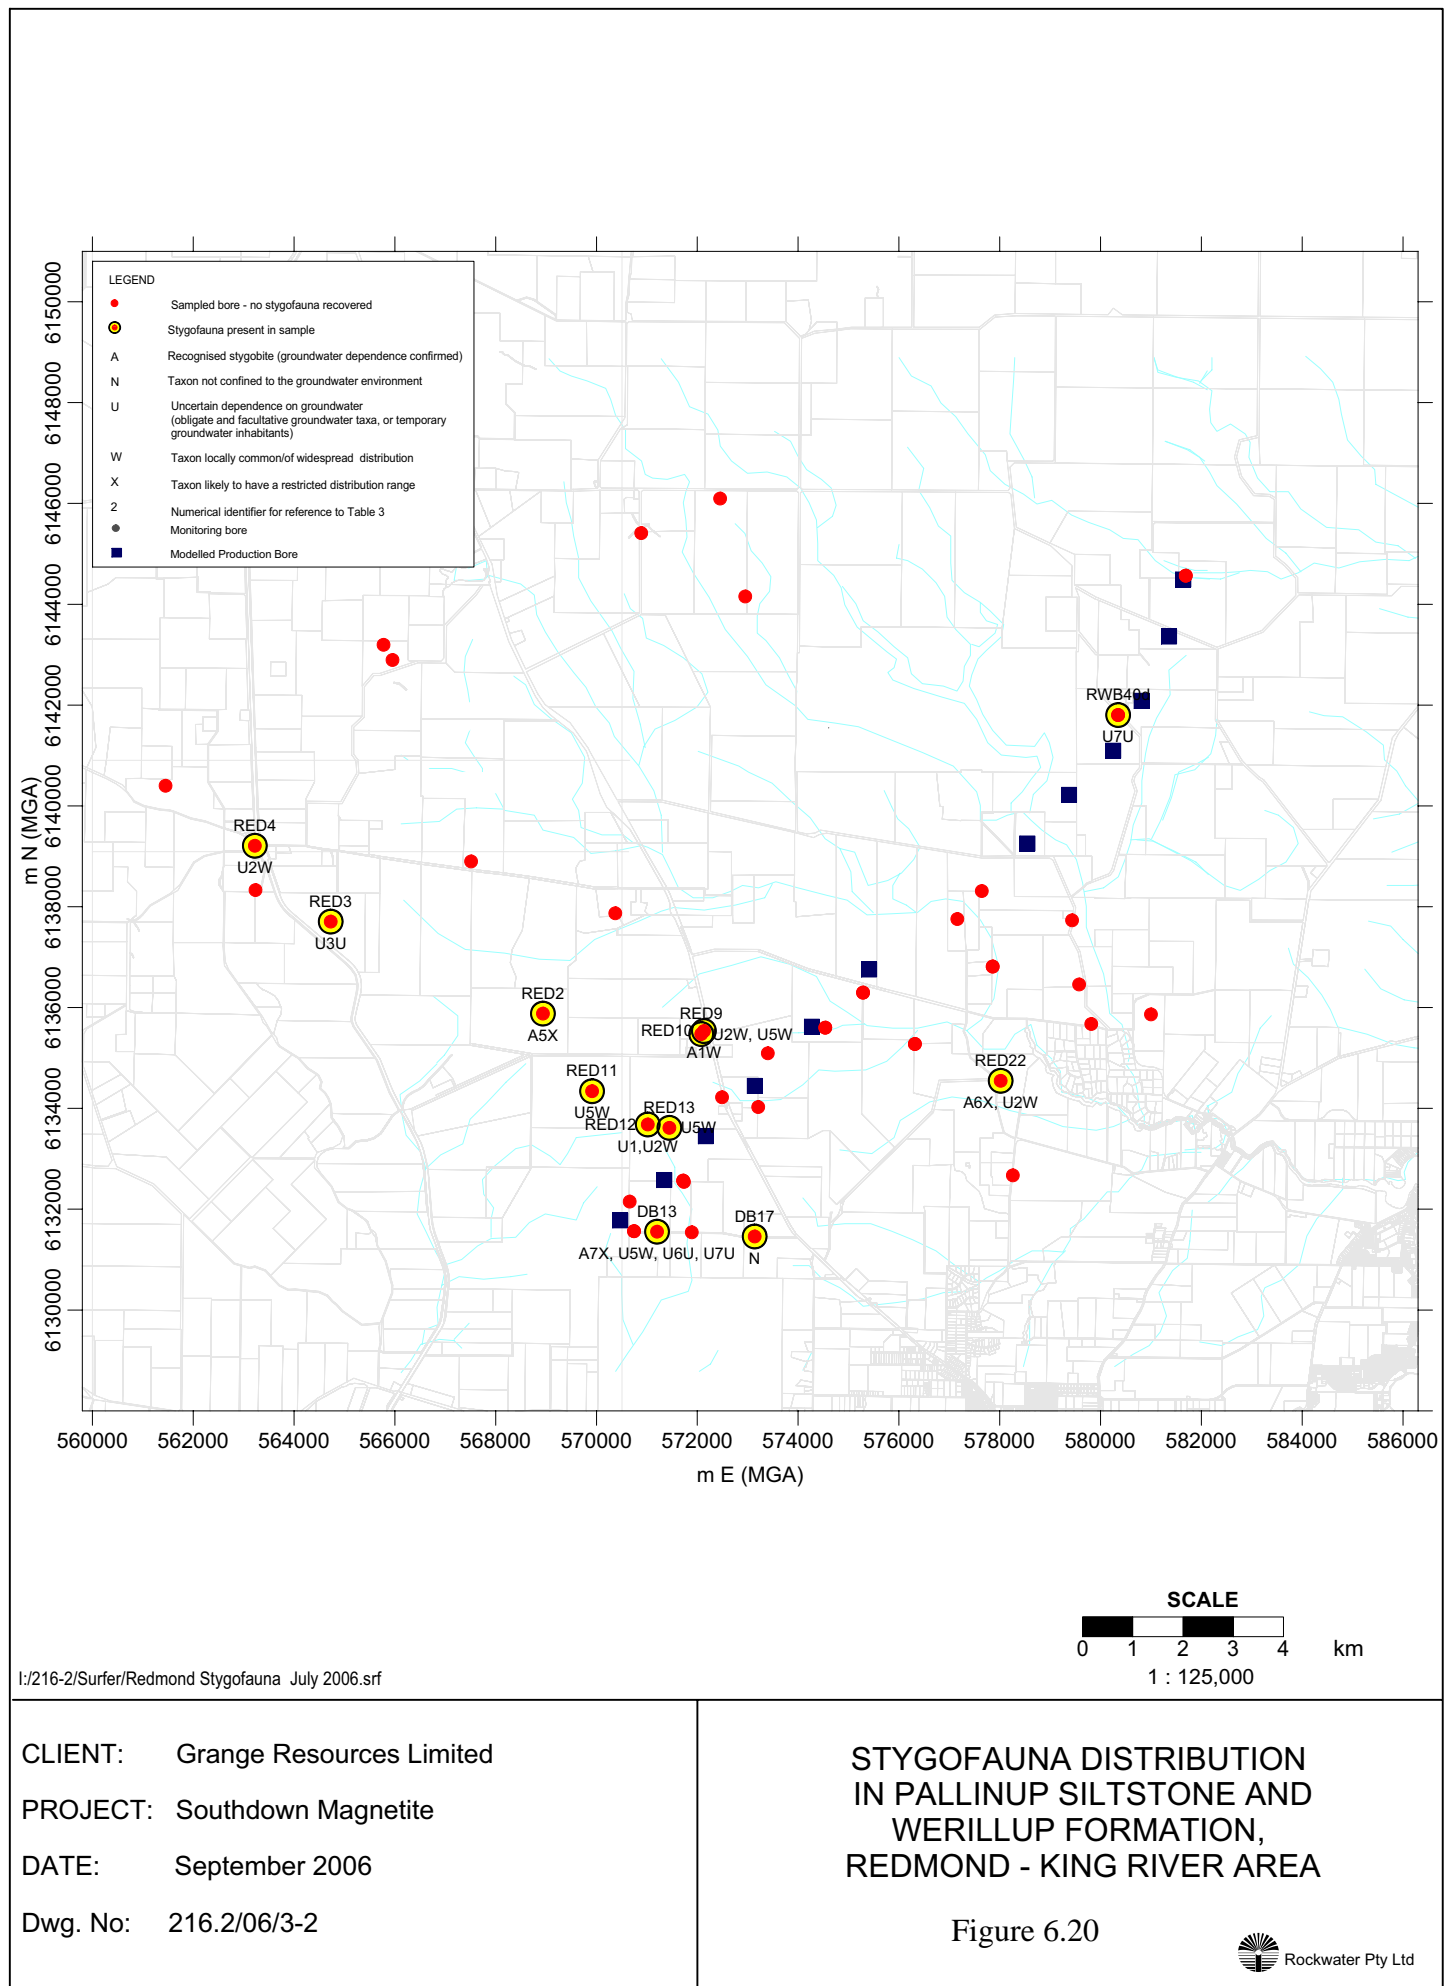 LEGEND
Sampled bore - no stygofauna recovered
Stygofauna present in sample
A Recognised stygobite (groundwater dependence confirmed)
N Taxon not confined to the groundwater environment
U Uncertain dependence on groundwater
(obligate and facultative groundwater taxa, or temporary
groundwater inhabitants)
W Taxon locally common/of widespread distribution
X Taxon likely to have a restricted distribution range
2 Numerical identifier for reference to Table 3
Monitoring bore
Modelled Production Bore
6150000
6148000
6146000
6144000
6142000
6140000
6138000
6136000
6134000
6132000
6130000
m N (MGA)
RWB40d
U7U
RED4
U2W
RED3
U3U
RED2
A5X
RED9
RED10
U2W, U5W
A1W
RED11
U5W
RED13
RED12
U5W
U1,U2W
RED22
A6X, U2W
DB13
A7X, U5W, U6U, U7U
DB17
N
560000 562000 564000 566000 568000 570000 572000 574000 576000 578000 580000 582000 584000 586000
m E (MGA)
SCALE
0 1 2 3 4 km
1 : 125,000
I:/216-2/Surfer/Redmond Stygofauna July 2006.srf
CLIENT: Grange Resources Limited
PROJECT: Southdown Magnetite
DATE: September 2006
Dwg. No: 216.2/06/3-2
STYGOFAUNA DISTRIBUTION
IN PALLINUP SILTSTONE AND
WERILLUP FORMATION,
REDMOND - KING RIVER AREA
Figure 6.20
Rockwater Pty Ltd